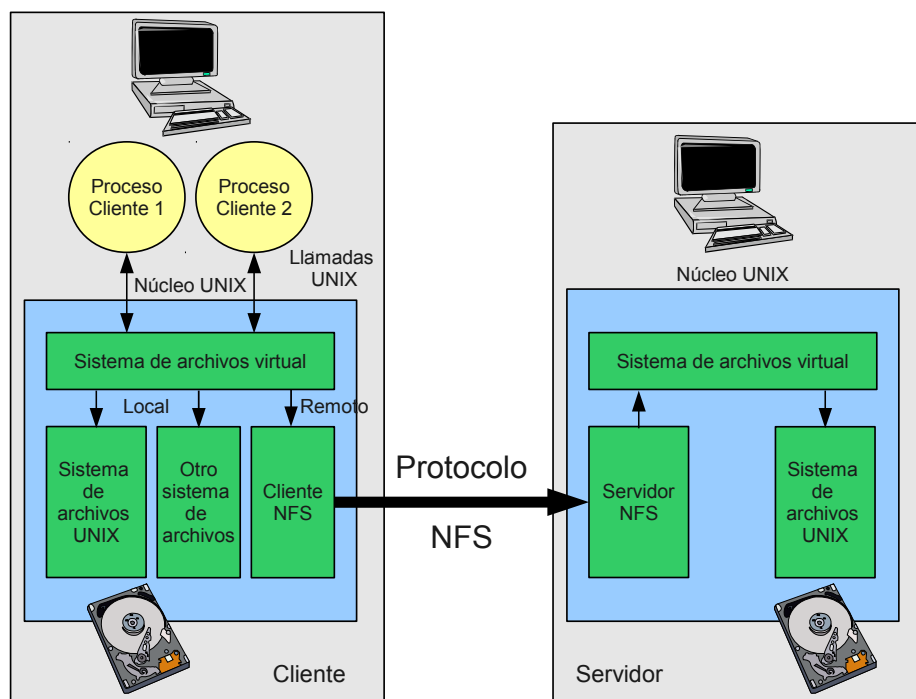 Proceso
Cliente 1
Proceso
Cliente 2
Llamadas
UNIX
Núcleo UNIX
Sistema de archivos virtual
Local
Remoto
Sistema
de
archivos
UNIX
Otro
sistema
de
archivos
Cliente
NFS
Cliente
Protocolo
NFS
Núcleo UNIX
Sistema de archivos virtual
Servidor
NFS
Sistema
de
archivos
UNIX
Servidor